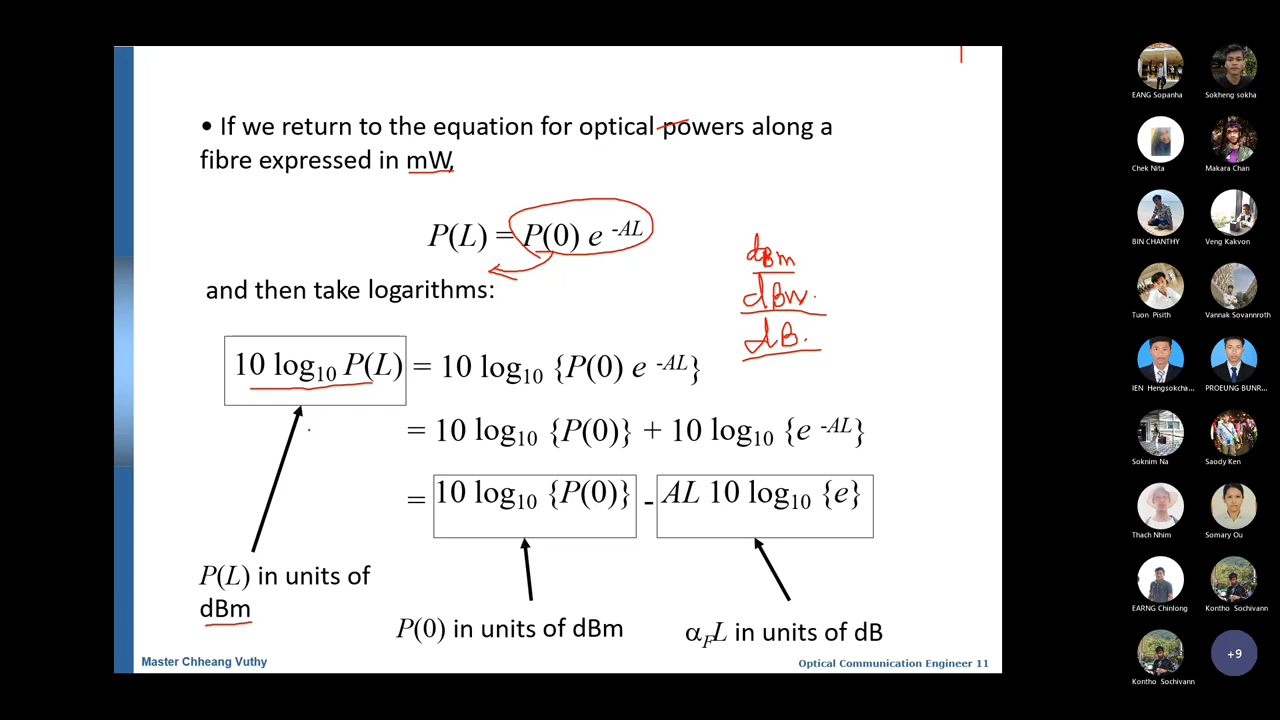 • If we return to the equation for optical powers along a
fibre expressed in mW,
P(L) = P(0) e -AL
dBm
dBW.
dB.
and then take logarithms:
10 log10 P(L) = 10 log10 {P(0) e -AL}
= 10 log10 {P(0)} + 10 log10 {e -AL}
= 10 log10 {P(0)} - AL 10 log10 {e}
P(L) in units of
dBm
P(0) in units of dBm
αFL in units of dB
Master Chheang Vuthy
Optical Communication Engineer 11
EANG Sopanha
Sokheng sokha
Chek Nita
Makara Chan
BIN CHANTHY
Veng Kakvon
Tuon Pisith
Vannak Sovannroth
IEN Hengsokcha...
PROEUNG BUNR...
Soknim Na
Saody Ken
Thach Nhim
Somary Ou
EARNG Chinlong
Kontho Sochivann
Kontho Sochivann
+9